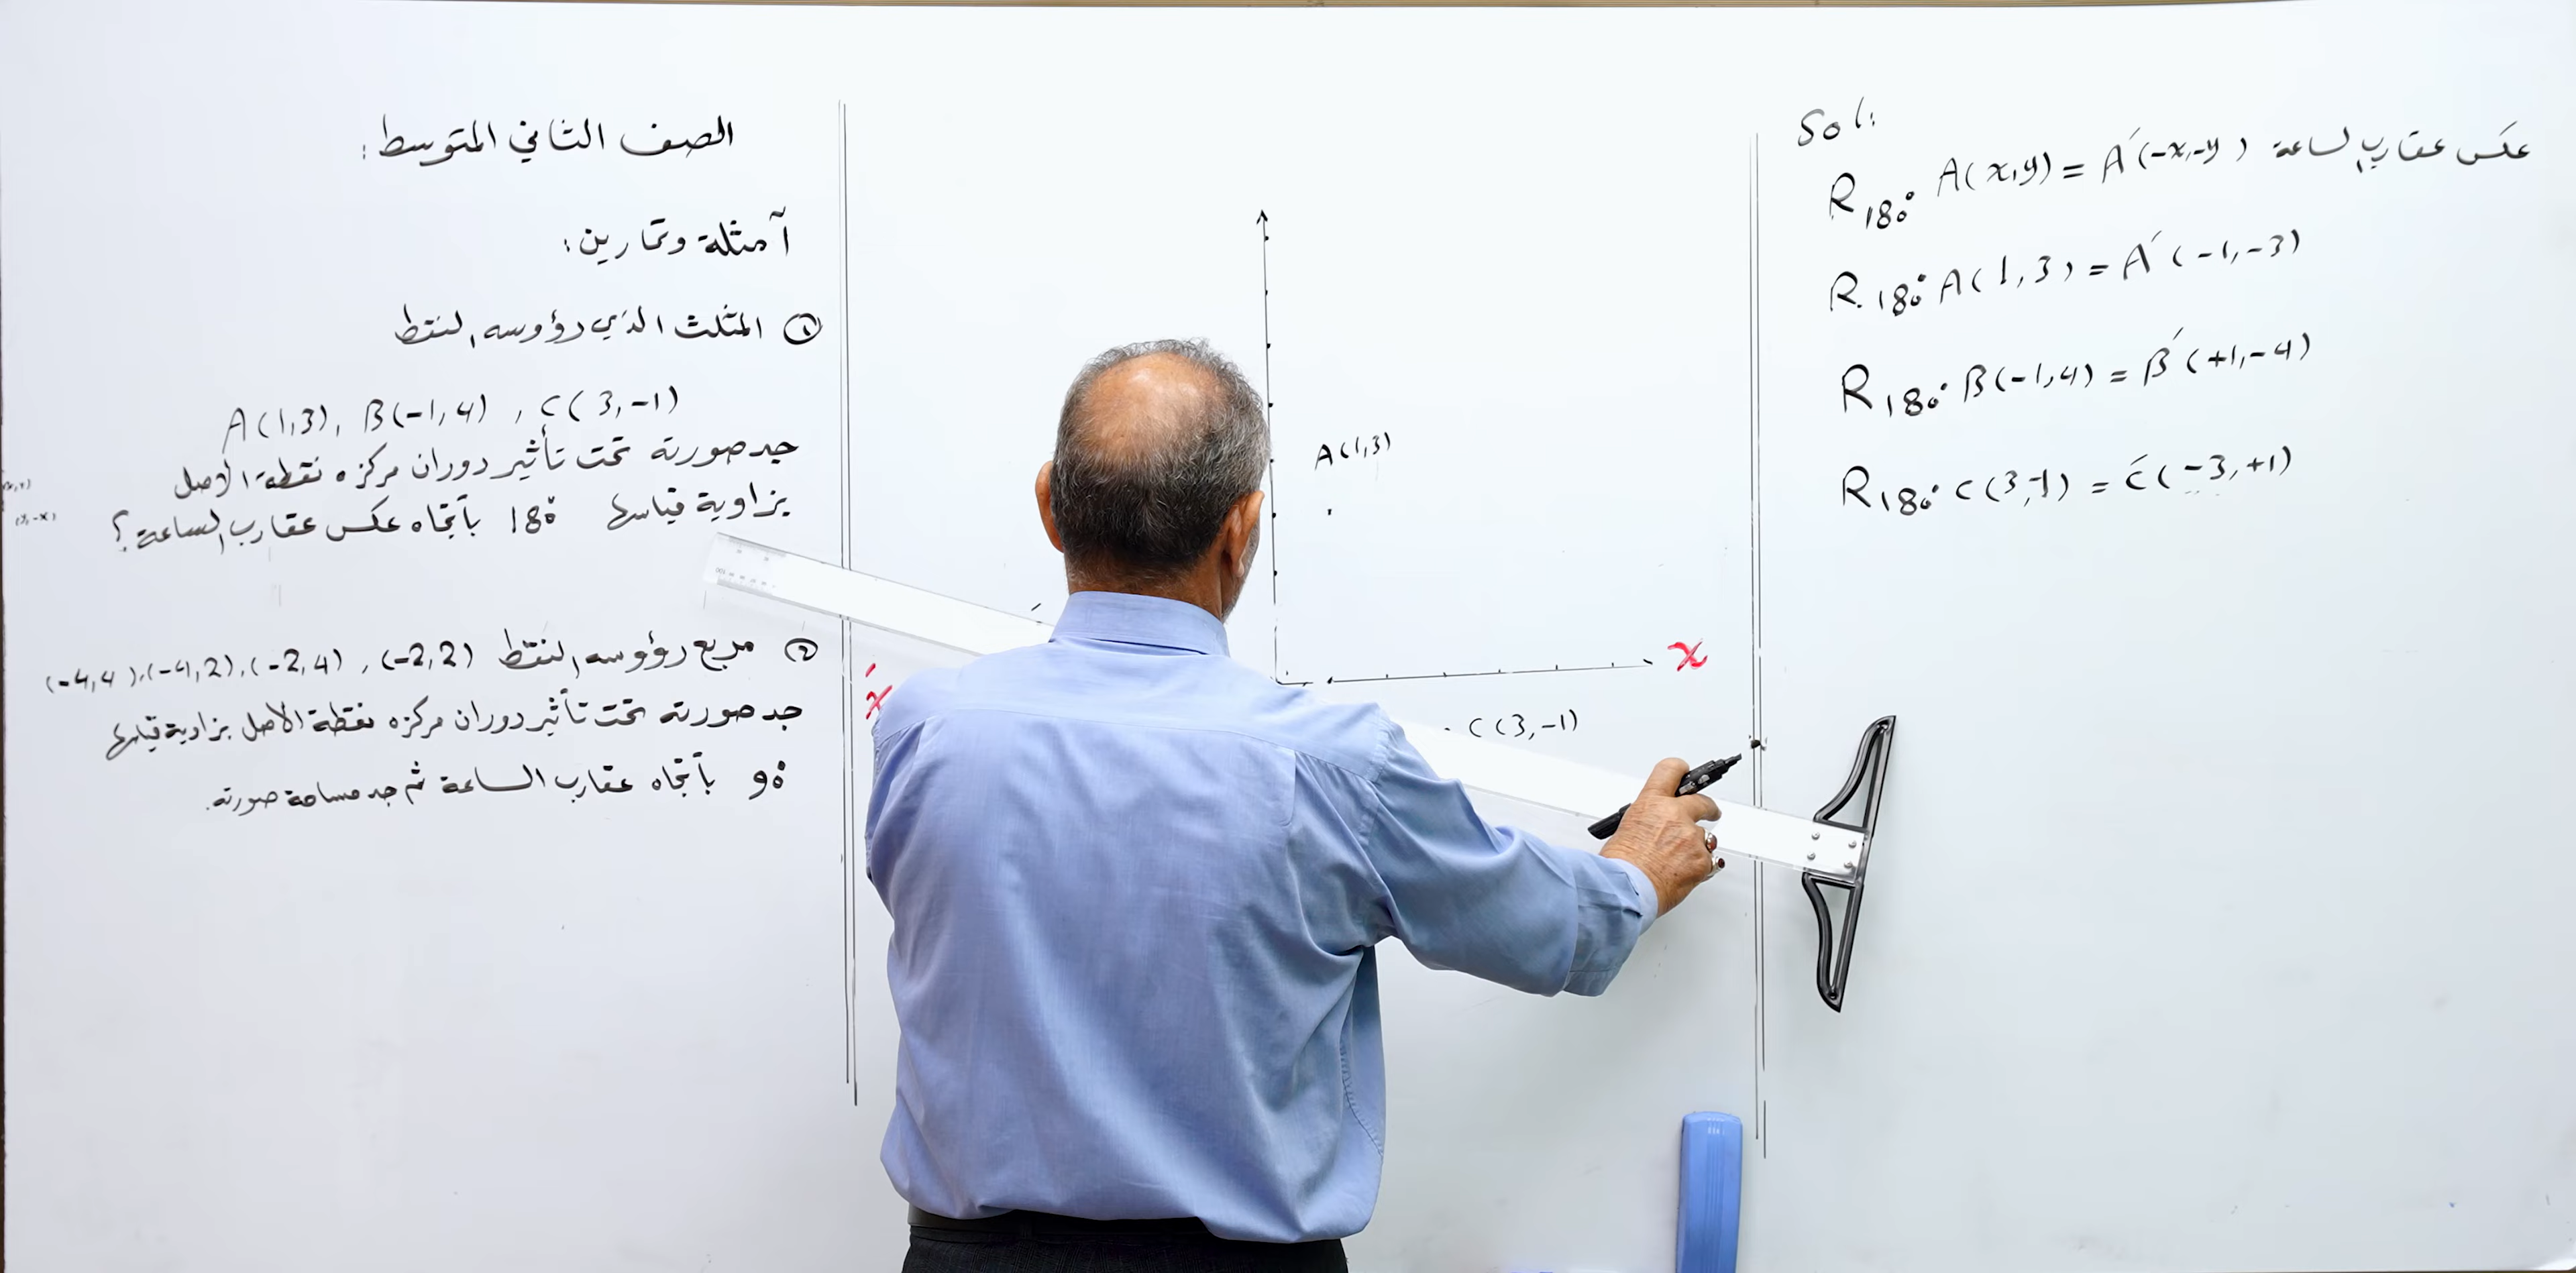 الصف الثاني المتوسط :
آمثلة وتمارين :
① المثلث الذي رؤوسه النقط
A(1,3), B(-1,4) , C(3,-1)
جد صورته تحت تأثير دوران مركزه نقطة الاصل
بزاوية قياسها 180° بأتجاه عكس عقارب الساعة ؟
② مربع رؤوسه النقط (-2,2) , (-2,4) , (-4,2) , (-4,4)
جد صورته تحت تأثير دوران مركزه نقطة الاصل بزاوية قياسها
90° بأتجاه عقارب الساعة ثم جد مساحة صورته.
A(1,3)
x
x́
C(3,-1)
Sol:
R180° A(x,y) = A′(-x,-y) عكس عقارب الساعة
R180° A(1,3) = A′(-1,-3)
R180° B(-1,4) = B′(+1,-4)
R180° C(3,-1) = C′(-3,+1)